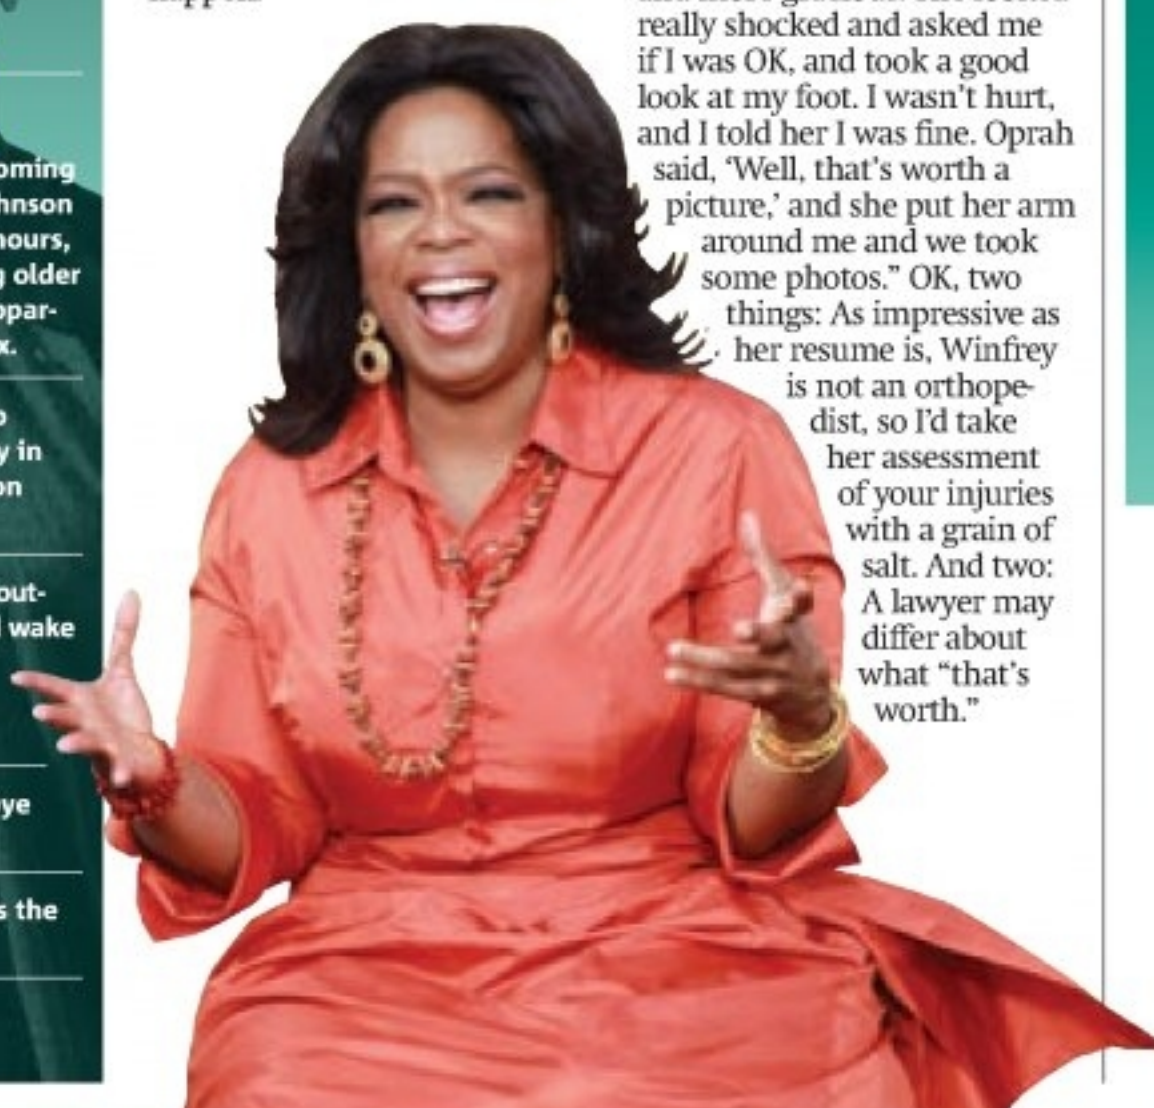 oming
hnson
hours,
g older
ppar-
x.
o
y in
on
out-
l wake
ye
s the
really shocked and asked me
if I was OK, and took a good
look at my foot. I wasn't hurt,
and I told her I was fine. Oprah
said, ‘Well, that's worth a
picture,’ and she put her arm
around me and we took
some photos.” OK, two
things: As impressive as
her resume is, Winfrey
is not an orthope-
dist, so I'd take
her assessment
of your injuries
with a grain of
salt. And two:
A lawyer may
differ about
what “that's
worth.”